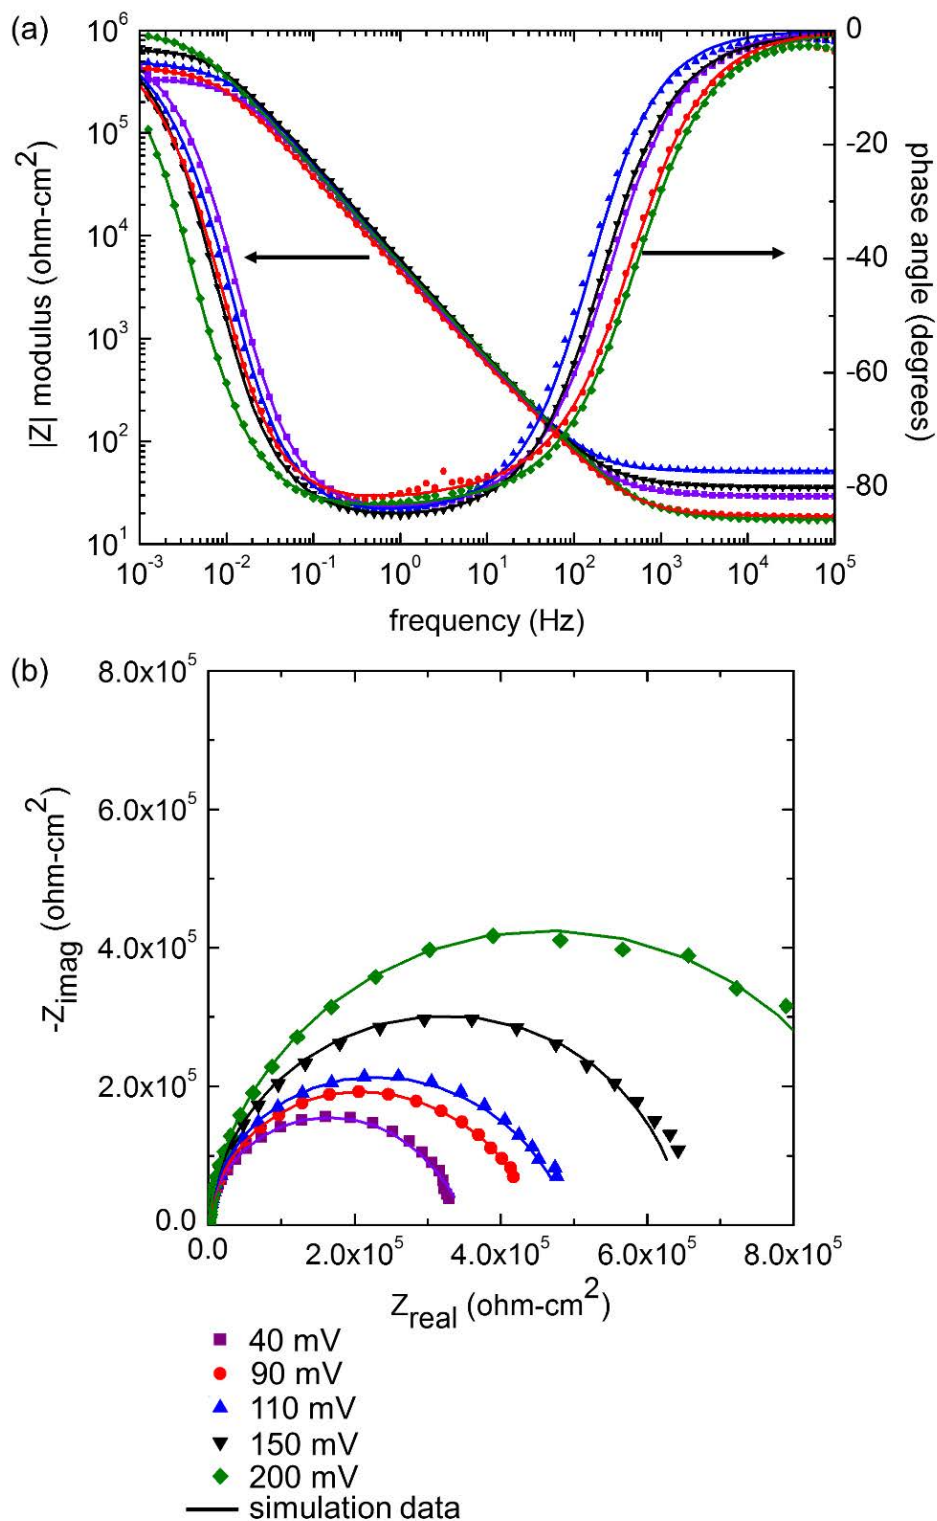 (a)
10^6
10^5
10^4
10^3
10^2
10^1
|Z| modulus (ohm-cm^2)
0
-20
-40
-60
-80
phase angle (degrees)
10^-3 10^-2 10^-1 10^0 10^1 10^2 10^3 10^4 10^5
frequency (Hz)
(b)
8.0x10^5
6.0x10^5
4.0x10^5
2.0x10^5
0.0
-Z_imag (ohm-cm^2)
0.0 2.0x10^5 4.0x10^5 6.0x10^5 8.0x10^5
Z_real (ohm-cm^2)
40 mV
90 mV
110 mV
150 mV
200 mV
simulation data